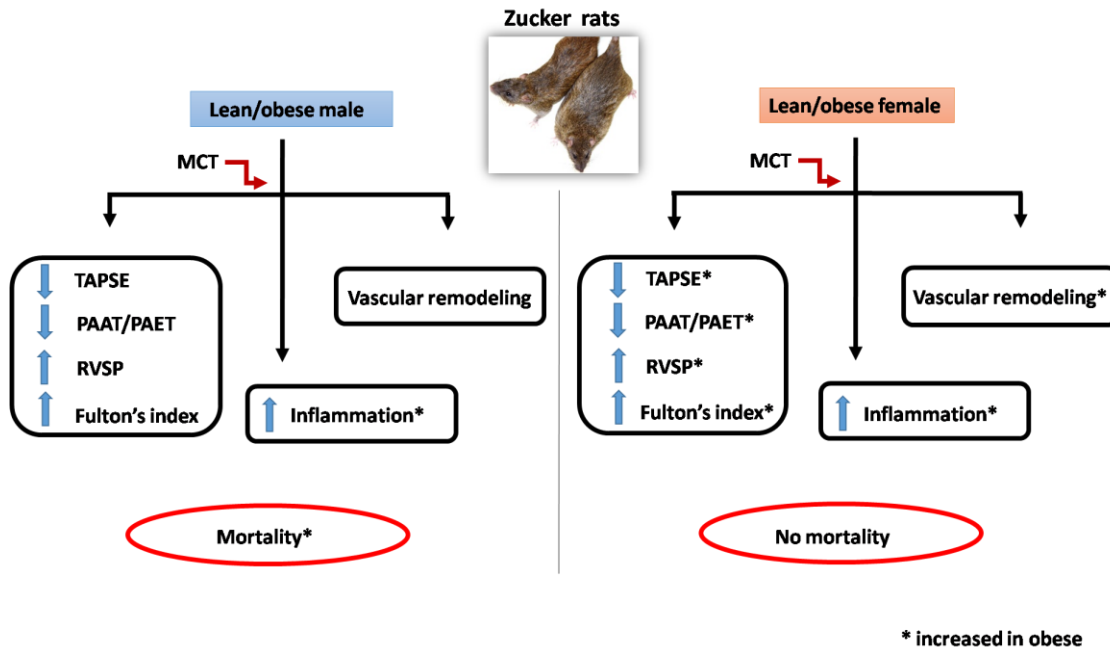 Zucker rats
Lean/obese male
MCT
TAPSE
PAAT/PAET
RVSP
Fulton's index
Vascular remodeling
Inflammation*
Mortality*
Lean/obese female
MCT
TAPSE*
PAAT/PAET*
RVSP*
Fulton's index*
Vascular remodeling*
Inflammation*
No mortality
* increased in obese